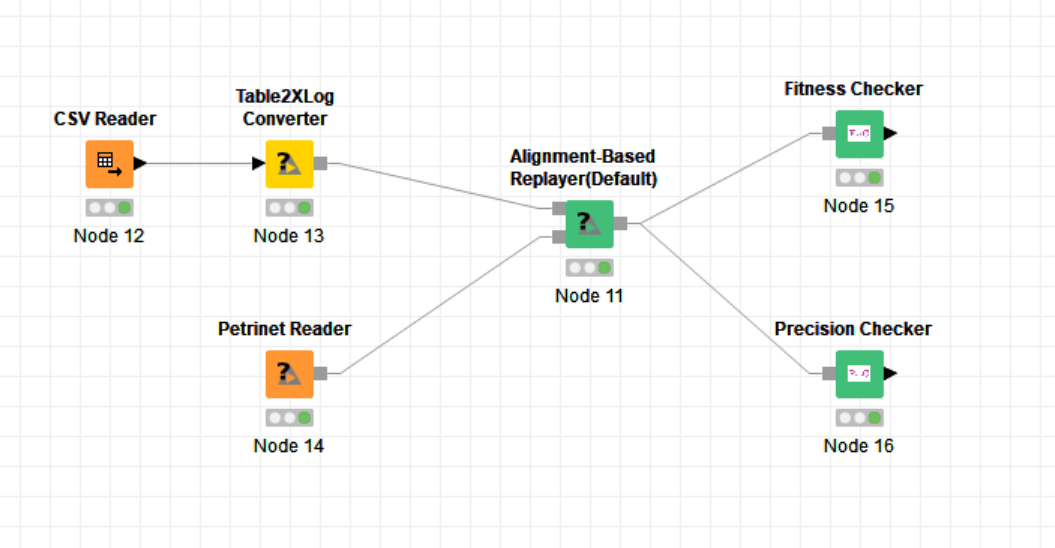 Fitness Checker
Table2XLog
Converter
CSV Reader
Alignment-Based
Replayer(Default)
?
Node 15
?
Node 12
Node 13
Node 11
Petrinet Reader
Precision Checker
?
Node 14
Node 16